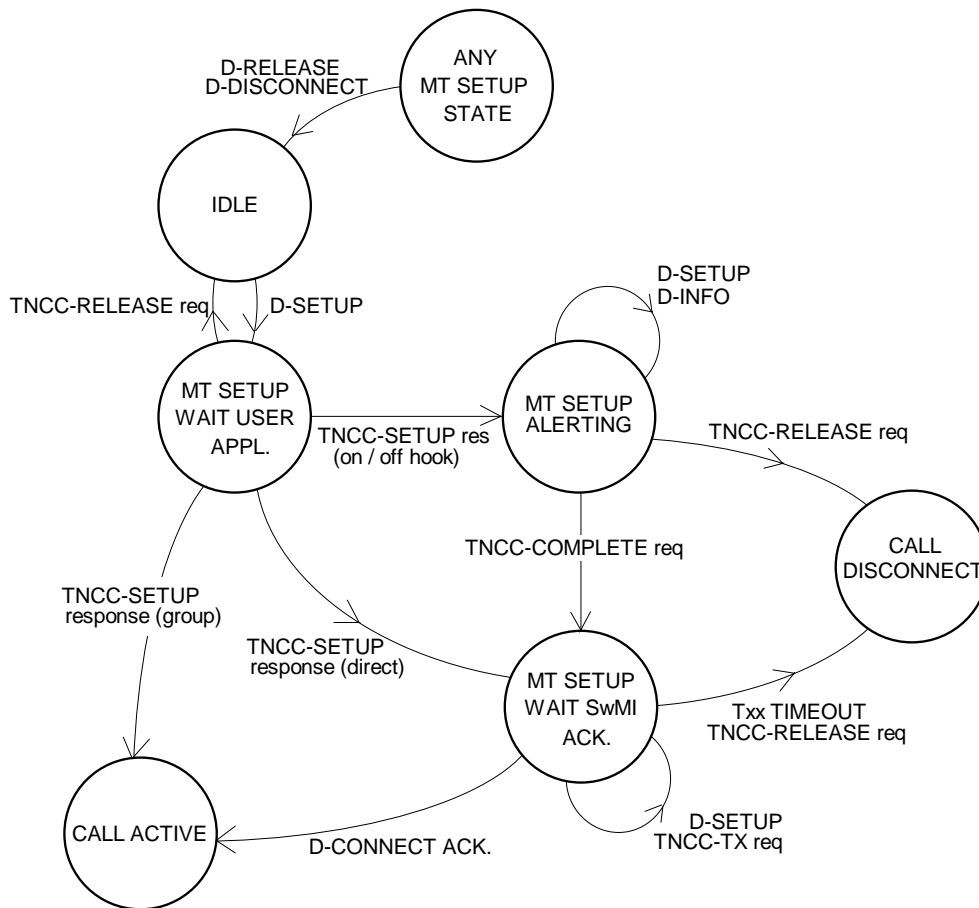 D-RELEASE
D-DISCONNECT
ANY
MT SETUP
STATE
IDLE
TNCC-RELEASE req
D-SETUP
D-SETUP
D-INFO
MT SETUP
WAIT USER
APPL.
TNCC-SETUP res
(on / off hook)
MT SETUP
ALERTING
TNCC-RELEASE req
TNCC-COMPLETE req
CALL
DISCONNECT
TNCC-SETUP
response (group)
TNCC-SETUP
response (direct)
MT SETUP
WAIT SwMI
ACK.
Txx TIMEOUT
TNCC-RELEASE req
CALL ACTIVE
D-CONNECT ACK.
D-SETUP
TNCC-TX req